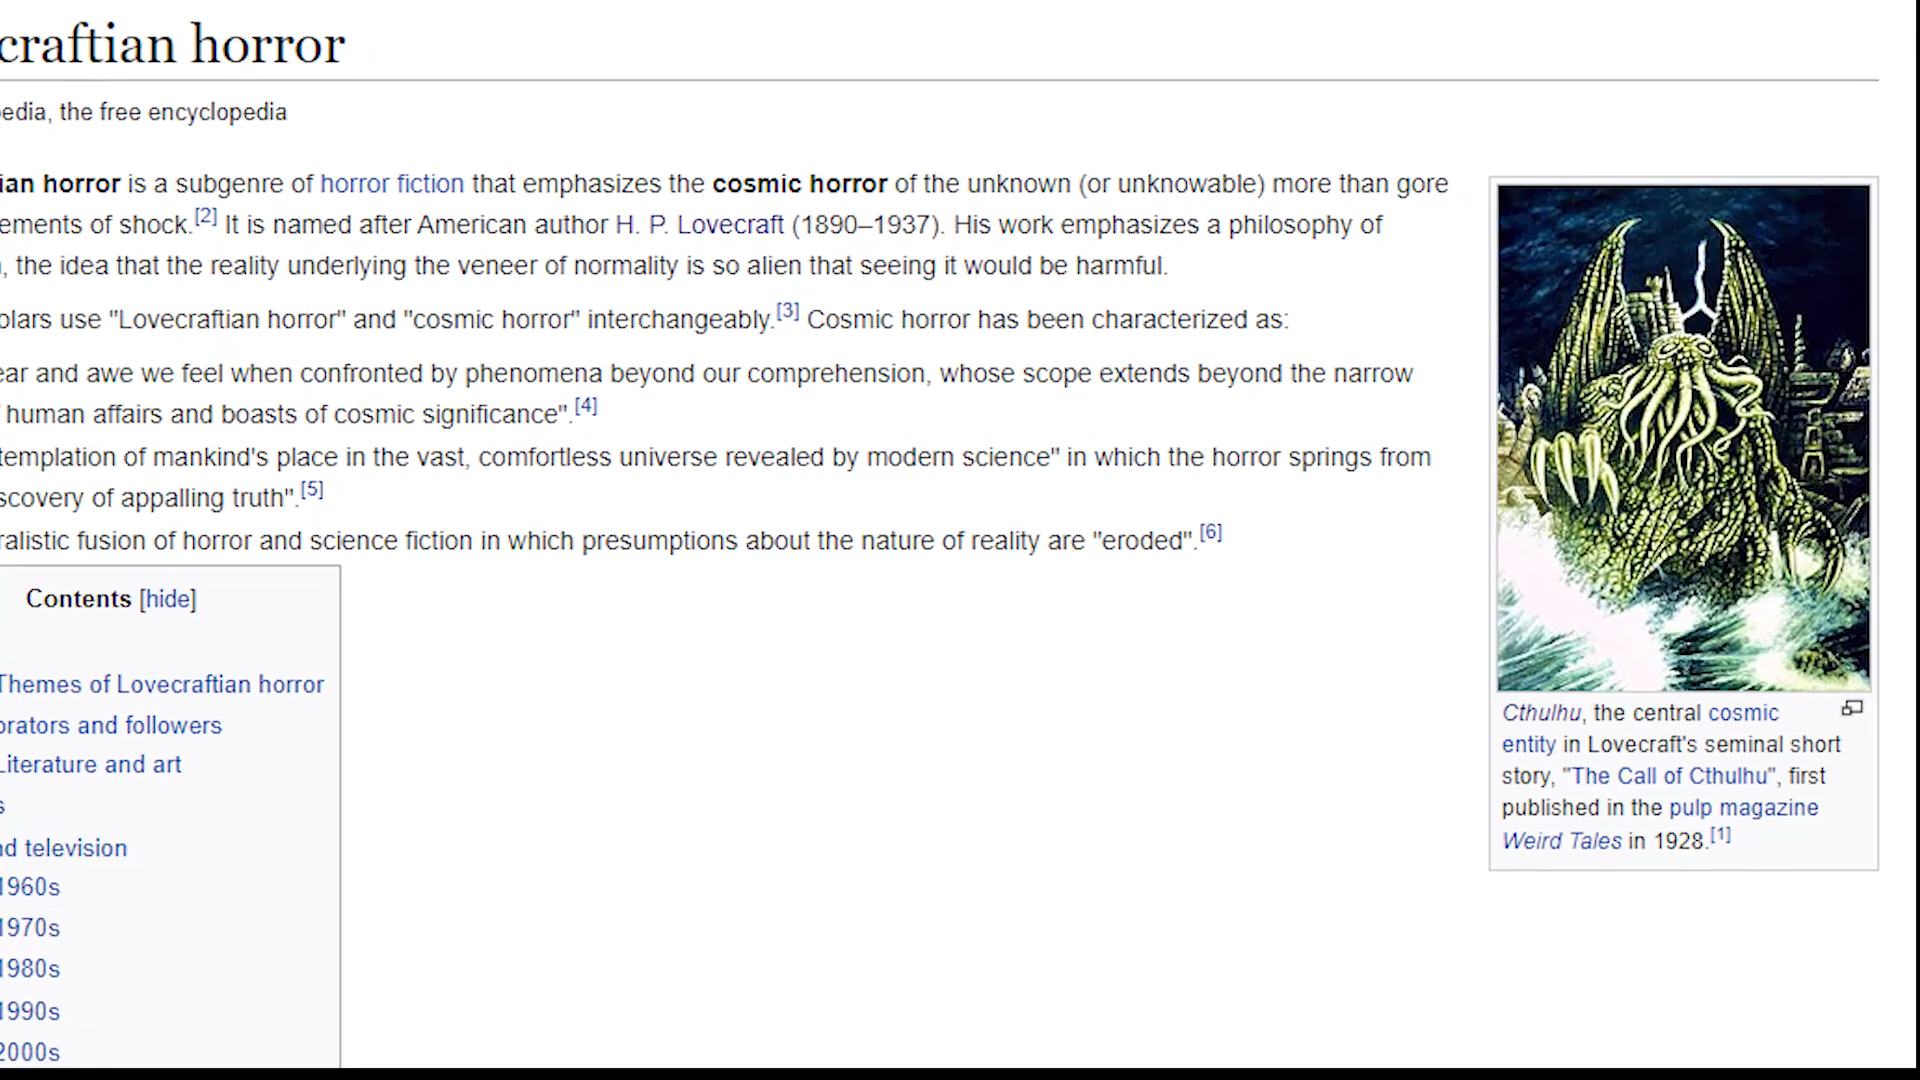 craftian horror
edia, the free encyclopedia
ian horror is a subgenre of horror fiction that emphasizes the cosmic horror of the unknown (or unknowable) more than gore
ements of shock.[2] It is named after American author H. P. Lovecraft (1890–1937). His work emphasizes a philosophy of
, the idea that the reality underlying the veneer of normality is so alien that seeing it would be harmful.
olars use "Lovecraftian horror" and "cosmic horror" interchangeably.[3] Cosmic horror has been characterized as:
ear and awe we feel when confronted by phenomena beyond our comprehension, whose scope extends beyond the narrow
human affairs and boasts of cosmic significance".[4]
templation of mankind's place in the vast, comfortless universe revealed by modern science" in which the horror springs from
scovery of appalling truth".[5]
ralistic fusion of horror and science fiction in which presumptions about the nature of reality are "eroded".[6]
Contents [hide]
Themes of Lovecraftian horror
orators and followers
Literature and art
s
nd television
1960s
1970s
1980s
1990s
2000s
Cthulhu, the central cosmic
entity in Lovecraft's seminal short
story, "The Call of Cthulhu", first
published in the pulp magazine
Weird Tales in 1928.[1]